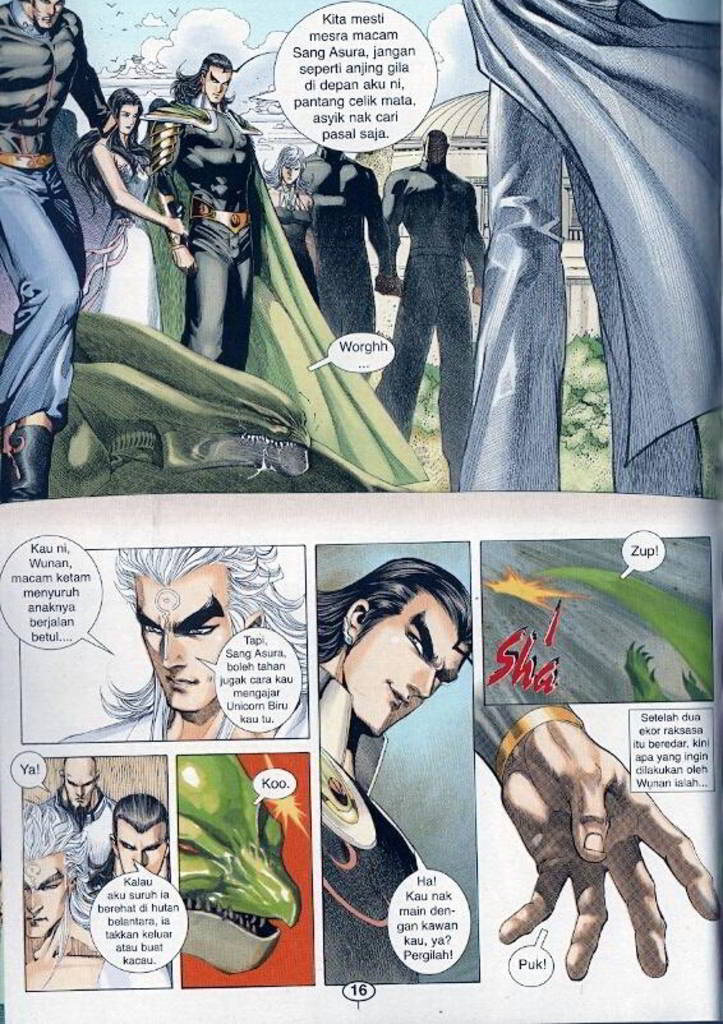 Kita mesti
mesra macam
Sang Asura, jangan
seperti anjing gila
di depan aku ni,
pantang celik mata,
asyik nak cari
pasal saja.
Worghh
...
Kau ni,
Wunan,
macam ketam
menyuruh
anaknya
berjalan
betul....
Tapi,
Sang Asura,
boleh tahan
jugak cara kau
mengajar
Unicorn Biru
kau tu.
Zup!
Sha
Setelah dua
ekor raksasa
itu beredar, kini
apa yang ingin
dilakukan oleh
Wunan ialah...
Ya!
Koo.
Kalau
aku suruh ia
berehat di hutan
belantara, ia
takkan keluar
atau buat
kacau.
Ha!
Kau nak
main den-
gan kawan
kau, ya?
Pergilah!
Puk!
16